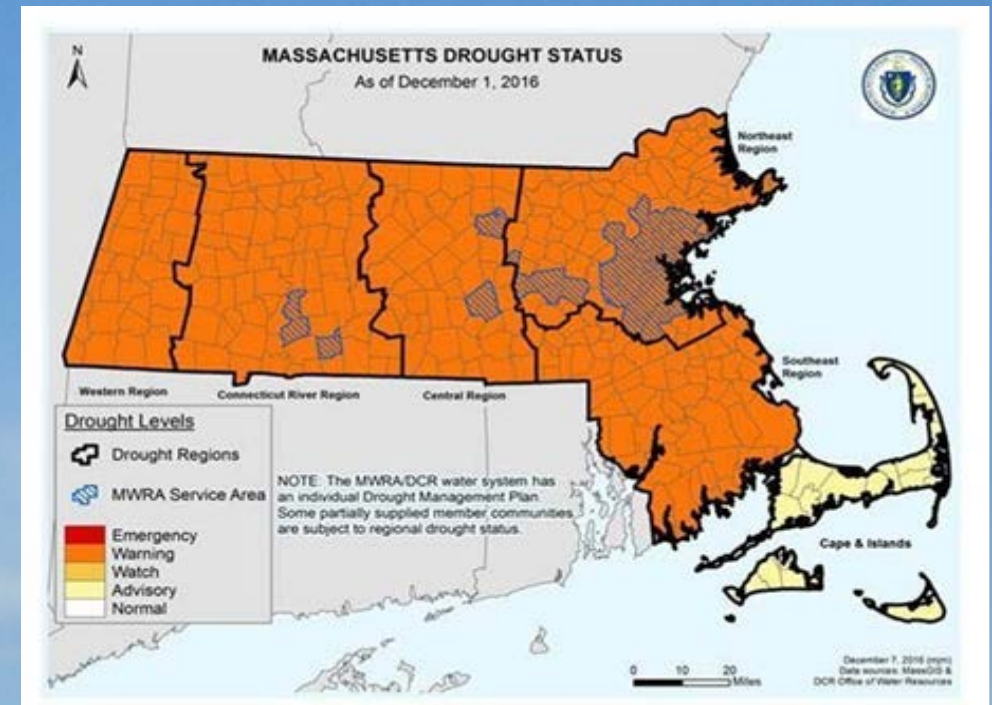 N
MASSACHUSETTS DROUGHT STATUS
As of December 1, 2016
Northeast
Region
Southeast
Region
Western Region
Connecticut River Region
Central Region
Drought Levels
Drought Regions
MWRA Service Area
NOTE: The MWRA/DCR water system has
an individual Drought Management Plan.
Some partially supplied member communities
are subject to regional drought status.
Emergency
Warning
Watch
Advisory
Normal
Cape & Islands
0 10 20
Miles
December 7, 2016 (mjm)
Data sources: MassGIS &
DCR Office of Water Resources